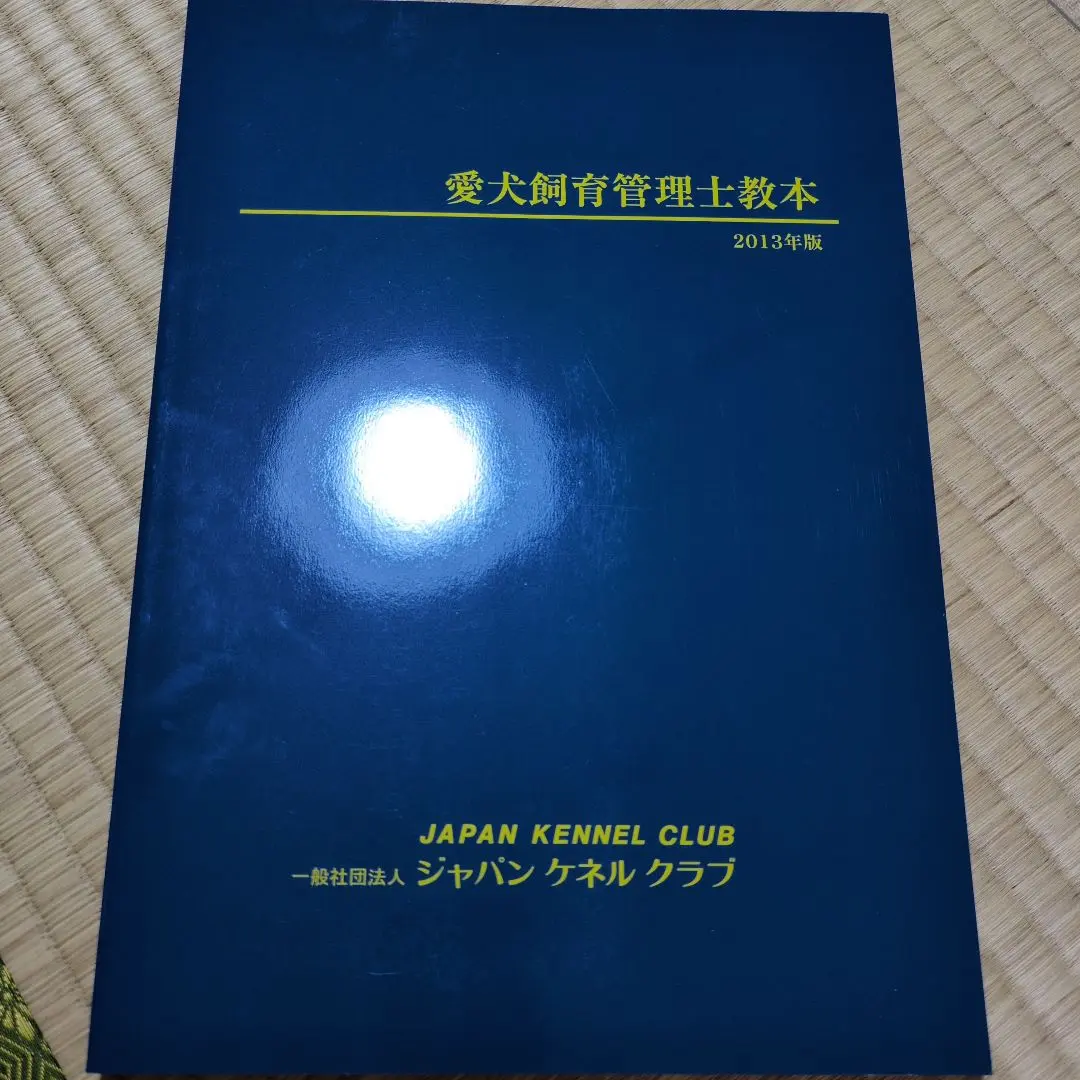 愛犬飼育管理士教本
2013年版
JAPAN KENNEL CLUB
一般社団法人 ジャパン ケネル クラブ